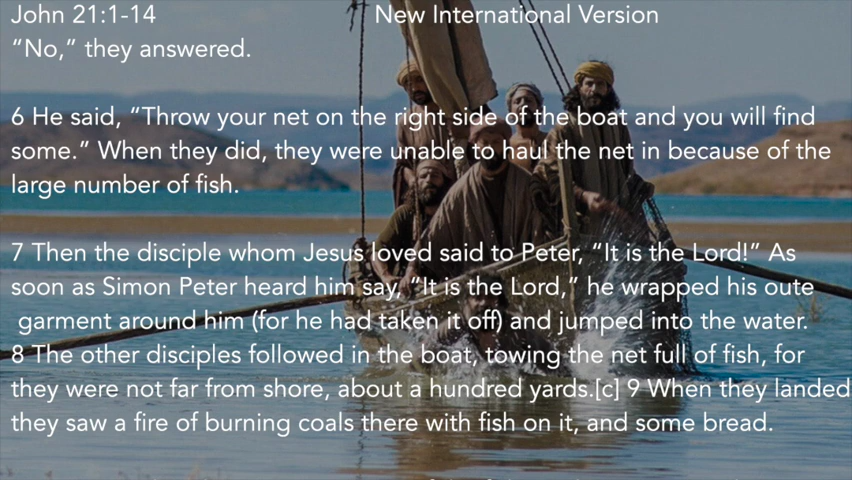 John 21:1-14 New International Version
“No,” they answered.
6 He said, “Throw your net on the right side of the boat and you will find
some.” When they did, they were unable to haul the net in because of the
large number of fish.
7 Then the disciple whom Jesus loved said to Peter, “It is the Lord!” As
soon as Simon Peter heard him say, “It is the Lord,” he wrapped his oute
garment around him (for he had taken it off) and jumped into the water.
8 The other disciples followed in the boat, towing the net full of fish, for
they were not far from shore, about a hundred yards.[c] 9 When they landed
they saw a fire of burning coals there with fish on it, and some bread.